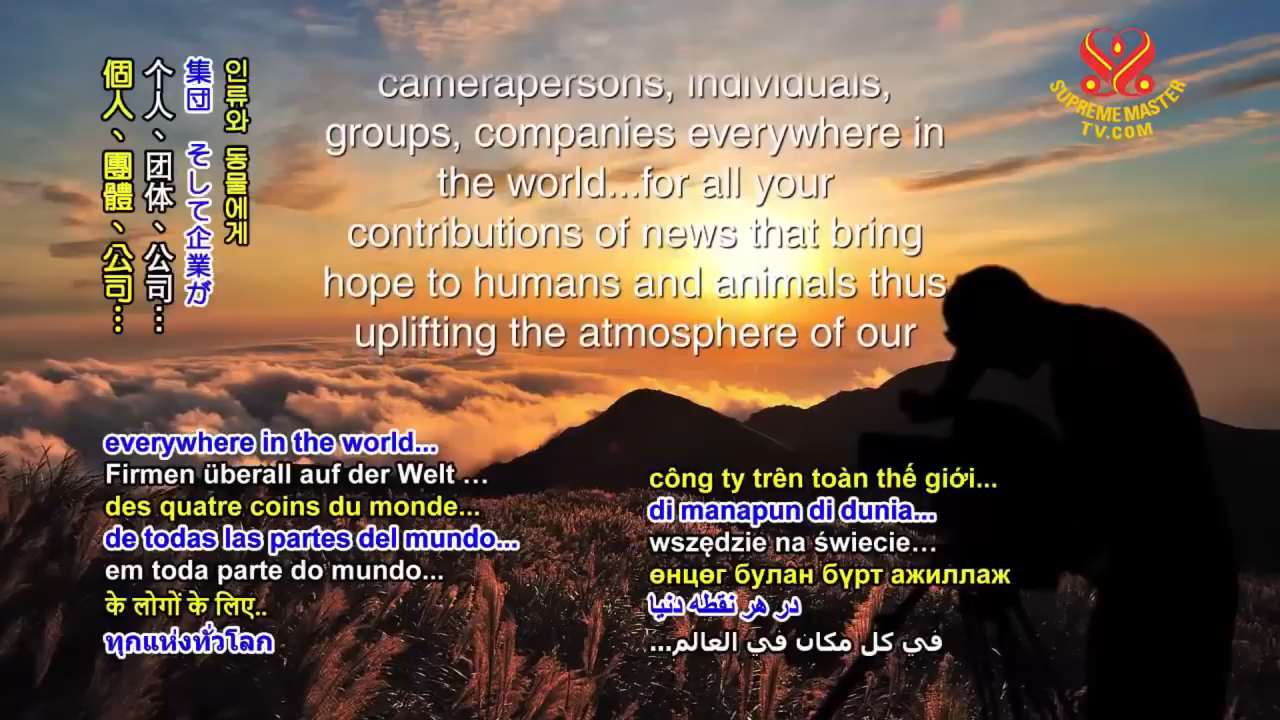 camerapersons, individuals,
groups, companies everywhere in
the world...for all your
contributions of news that bring
hope to humans and animals thus
uplifting the atmosphere of our
SUPREME MASTER
TV.COM
인류와 동물에게
集団 そして企業が
个人、团体、公司…
個人、團體、公司…
everywhere in the world...
Firmen überall auf der Welt …
des quatre coins du monde...
de todas las partes del mundo...
em toda parte do mundo...
के लोगों के लिए..
ทุกแห่งทั่วโลก
công ty trên toàn thế giới...
di manapun di dunia...
wszędzie na świecie…
өнцөг булан бүрт ажиллаж
در هر نقطه دنیا
في كل مكان في العالم...